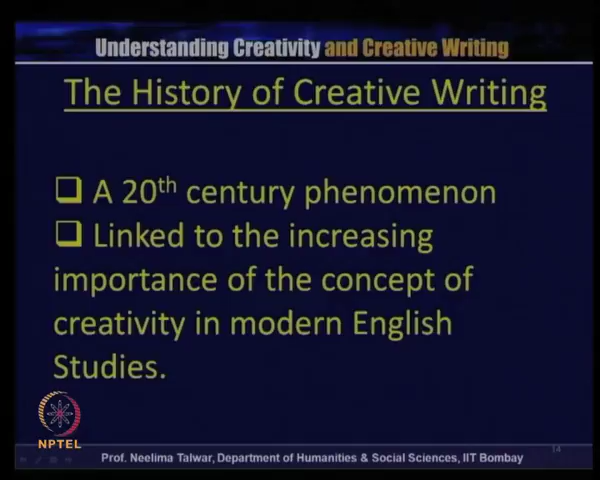 Understanding Creativity and Creative Writing
The History of Creative Writing
❑ A 20th century phenomenon
❑ Linked to the increasing
importance of the concept of
creativity in modern English
Studies.
NPTEL
Prof. Neelima Talwar, Department of Humanities & Social Sciences, IIT Bombay
14